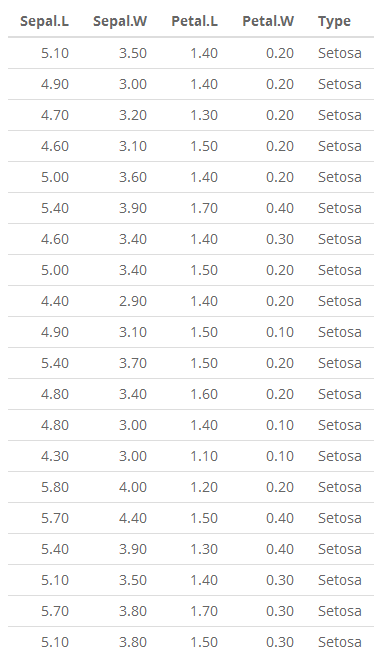 Sepal.L Sepal.W Petal.L Petal.W Type
5.10 3.50 1.40 0.20 Setosa
4.90 3.00 1.40 0.20 Setosa
4.70 3.20 1.30 0.20 Setosa
4.60 3.10 1.50 0.20 Setosa
5.00 3.60 1.40 0.20 Setosa
5.40 3.90 1.70 0.40 Setosa
4.60 3.40 1.40 0.30 Setosa
5.00 3.40 1.50 0.20 Setosa
4.40 2.90 1.40 0.20 Setosa
4.90 3.10 1.50 0.10 Setosa
5.40 3.70 1.50 0.20 Setosa
4.80 3.40 1.60 0.20 Setosa
4.80 3.00 1.40 0.10 Setosa
4.30 3.00 1.10 0.10 Setosa
5.80 4.00 1.20 0.20 Setosa
5.70 4.40 1.50 0.40 Setosa
5.40 3.90 1.30 0.40 Setosa
5.10 3.50 1.40 0.30 Setosa
5.70 3.80 1.70 0.30 Setosa
5.10 3.80 1.50 0.30 Setosa